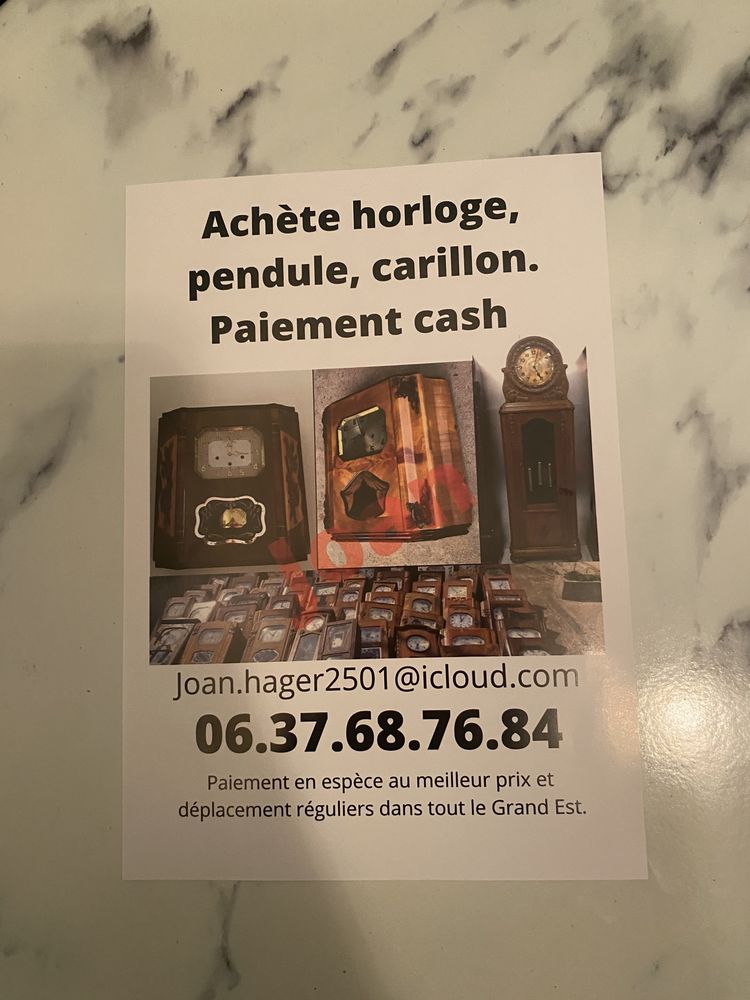 Achète horloge,
pendule, carillon.
Paiement cash
Joan.hager2501@icloud.com
06.37.68.76.84
Paiement en espèce au meilleur prix et
déplacement réguliers dans tout le Grand Est.